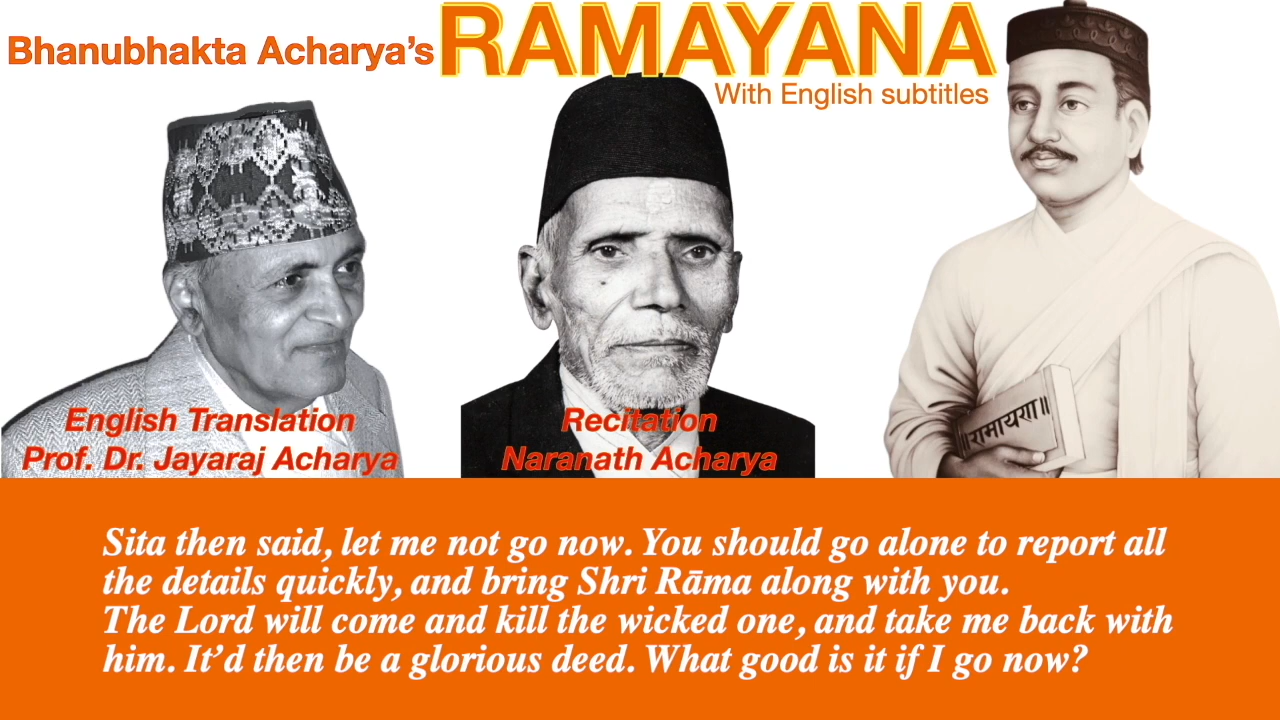 Bhanubhakta Acharya's RAMAYANA
With English subtitles
English Translation
Prof. Dr. Jayaraj Acharya
Recitation
Naranath Acharya
॥रामायण॥
Sita then said, let me not go now. You should go alone to report all
the details quickly, and bring Shri Rāma along with you.
The Lord will come and kill the wicked one, and take me back with
him. It'd then be a glorious deed. What good is it if I go now?